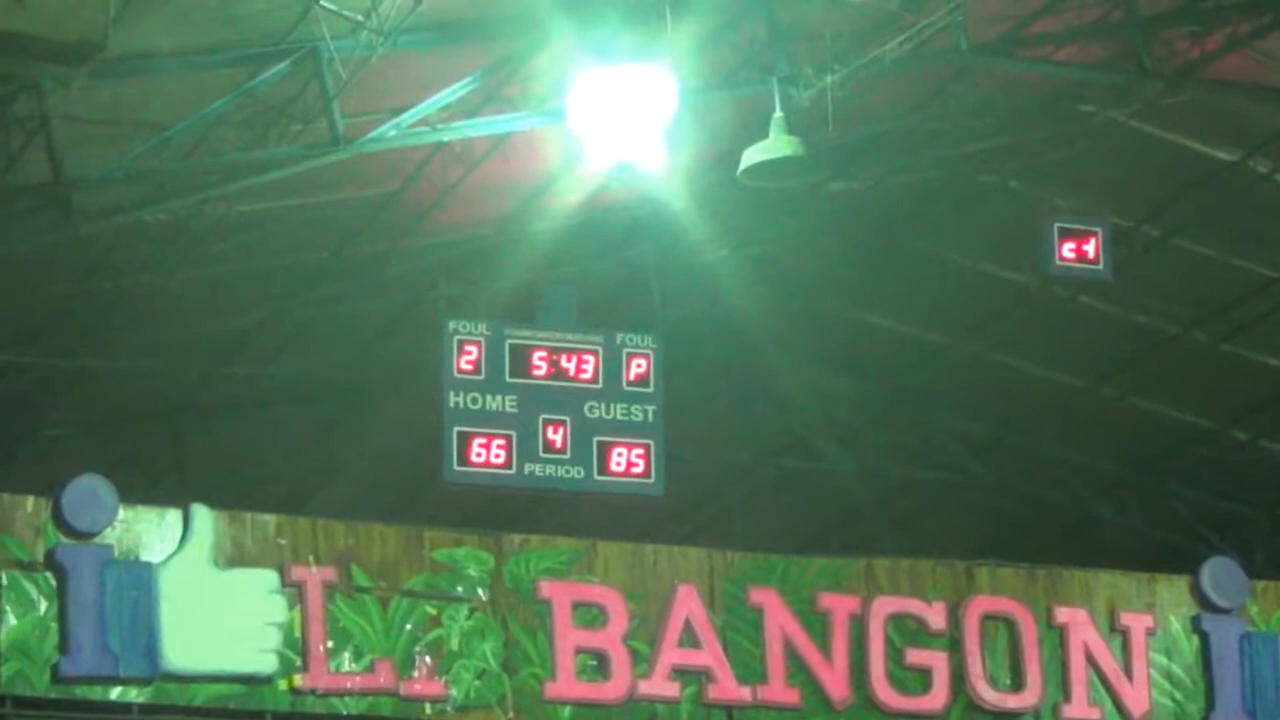 c1
FOUL FOUL
2 5:43 P
HOME GUEST
66 4 85
PERIOD
i L. BANGON i